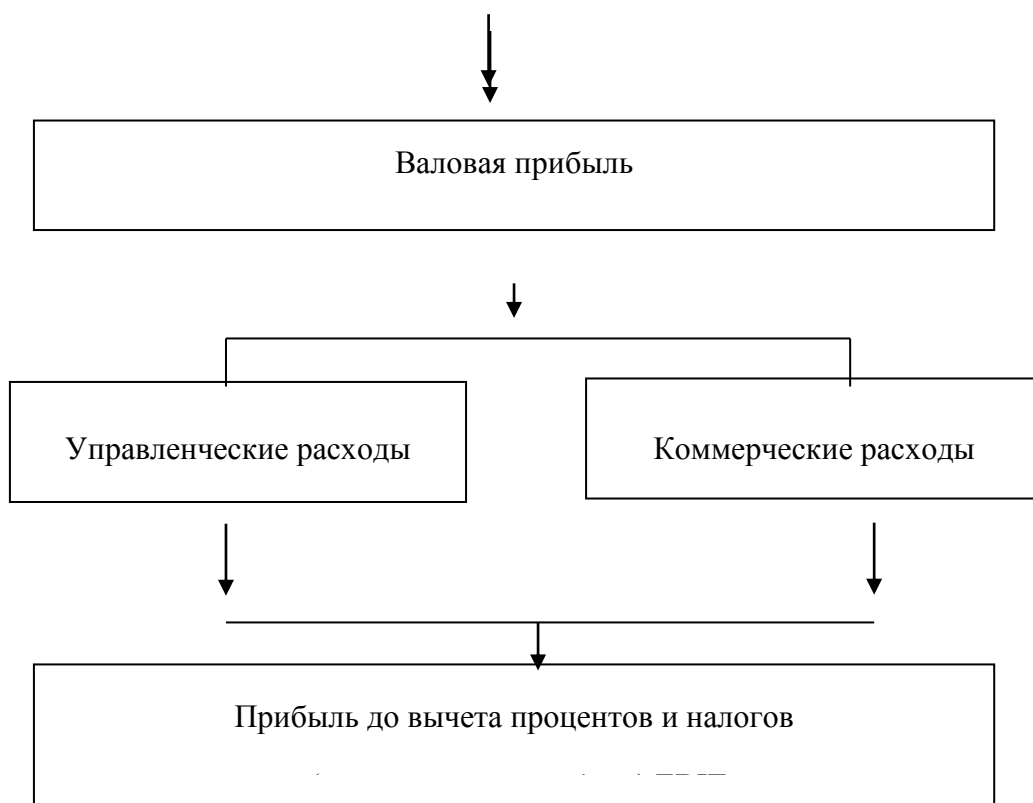 Валовая прибыль
Управленческие расходы
Коммерческие расходы
Прибыль до вычета процентов и налогов